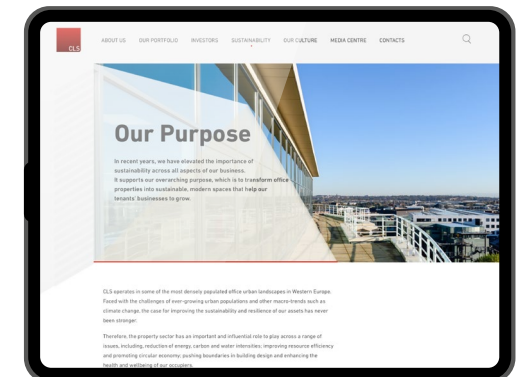 CLS
ABOUT US OUR PORTFOLIO INVESTORS SUSTAINABILITY OUR CULTURE MEDIA CENTRE CONTACTS
Our Purpose
In recent years, we have elevated the importance of
sustainability across all aspects of our business.
It supports our overarching purpose, which is to transform office
properties into sustainable, modern spaces that help our
tenants' businesses to grow.
CLS operates in some of the most densely populated office urban landscapes in Western Europe.
Faced with the challenges of ever-growing urban populations and other macro-trends such as
climate change, the case for improving the sustainability and resilience of our assets has never
been stronger.
Therefore, the property sector has an important and influential role to play across a range of
issues, including, reduction of energy, carbon and water intensities: improving resource efficiency
and promoting circular economy: pushing boundaries in building design and enhancing the
health and wellbeing of our occupiers.